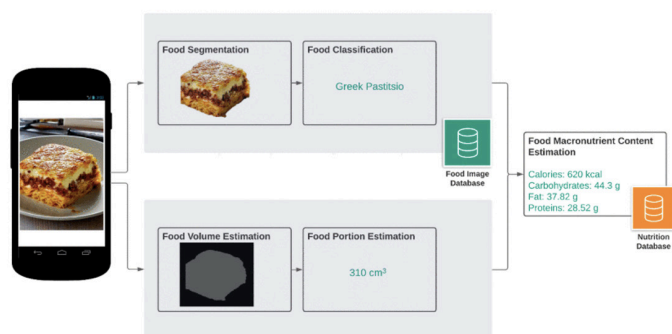 Food Segmentation
Food Classification
Greek Pastitsio
Food Image
Database
Food Volume Estimation
Food Portion Estimation
310 cm³
Food Macronutrient Content
Estimation
Calories: 620 kcal
Carbohydrates: 44.3 g
Fat: 37.82 g
Proteins: 28.52 g
Nutrition
Database